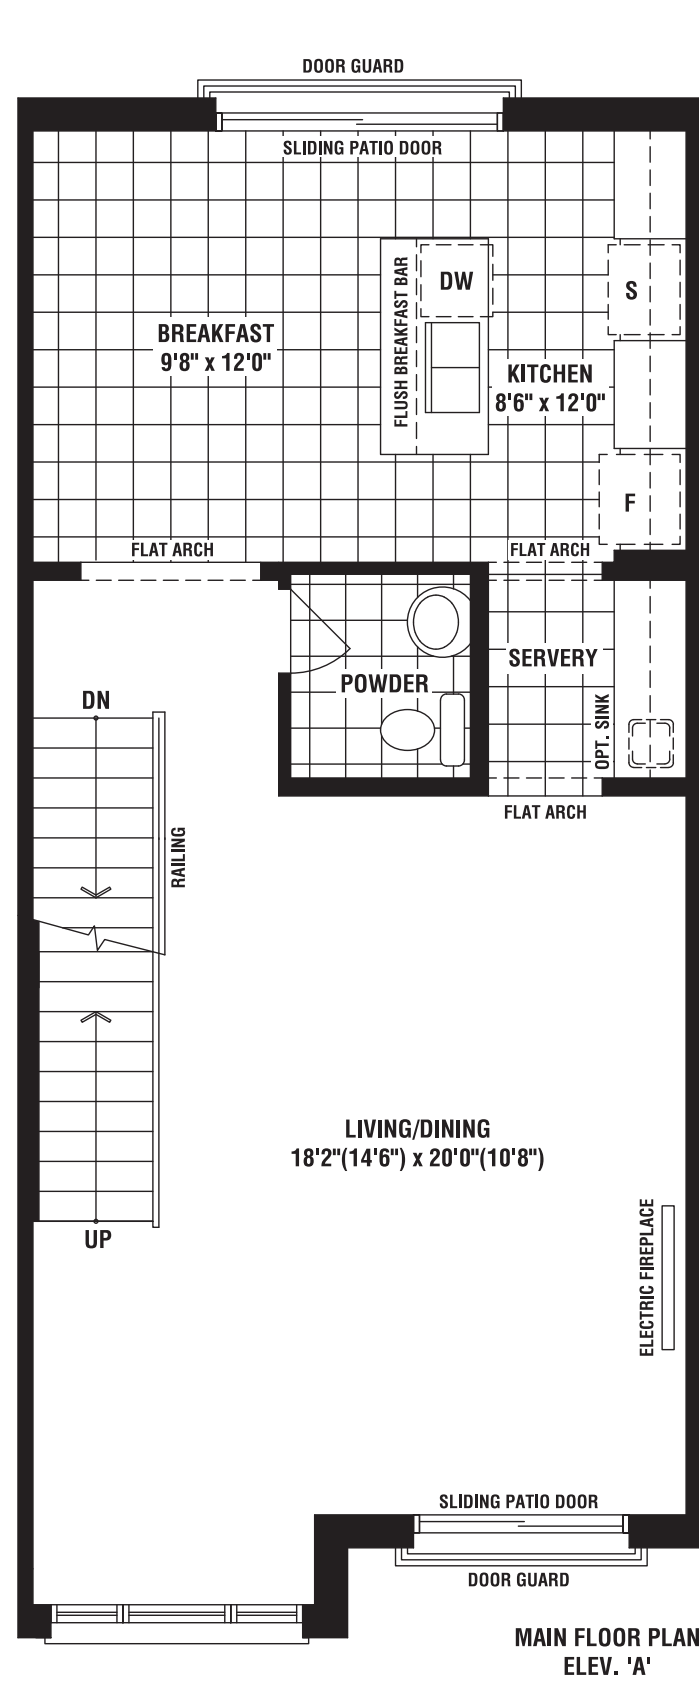 DOOR GUARD
SLIDING PATIO DOOR
FLUSH BREAKFAST BAR
DW
S
BREAKFAST
9'8" x 12'0"
KITCHEN
8'6" x 12'0"
F
FLAT ARCH
FLAT ARCH
POWDER
SERVERY
OPT. SINK
DN
FLAT ARCH
RAILING
LIVING/DINING
18'2"(14'6") x 20'0"(10'8")
UP
ELECTRIC FIREPLACE
SLIDING PATIO DOOR
DOOR GUARD
MAIN FLOOR PLAN
ELEV. 'A'